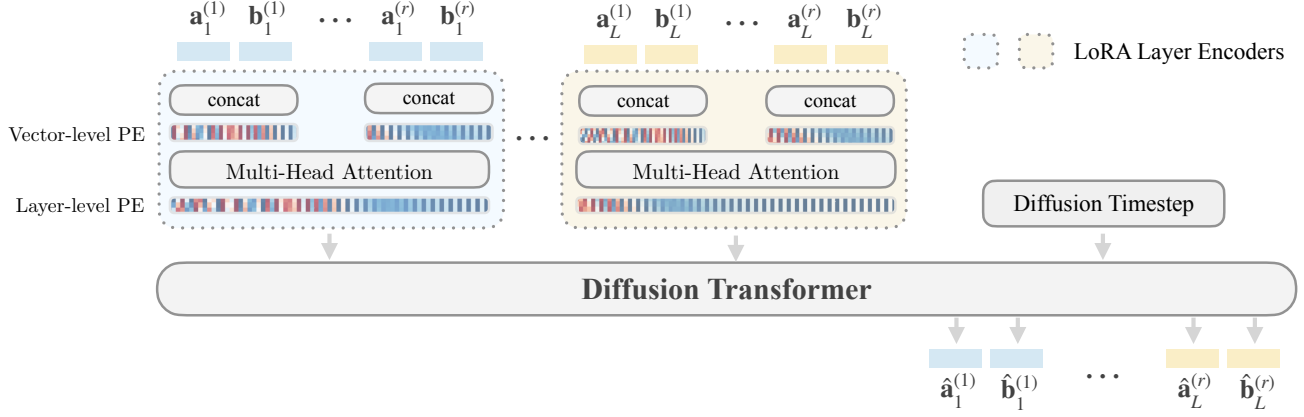 a_1^(1) b_1^(1) ... a_1^(r) b_1^(r) a_L^(1) b_L^(1) ... a_L^(r) b_L^(r)
LoRA Layer Encoders
concat concat concat concat
Vector-level PE ...
Multi-Head Attention Multi-Head Attention
Layer-level PE
Diffusion Timestep
Diffusion Transformer
â_1^(1) b̂_1^(1) ... â_L^(r) b̂_L^(r)